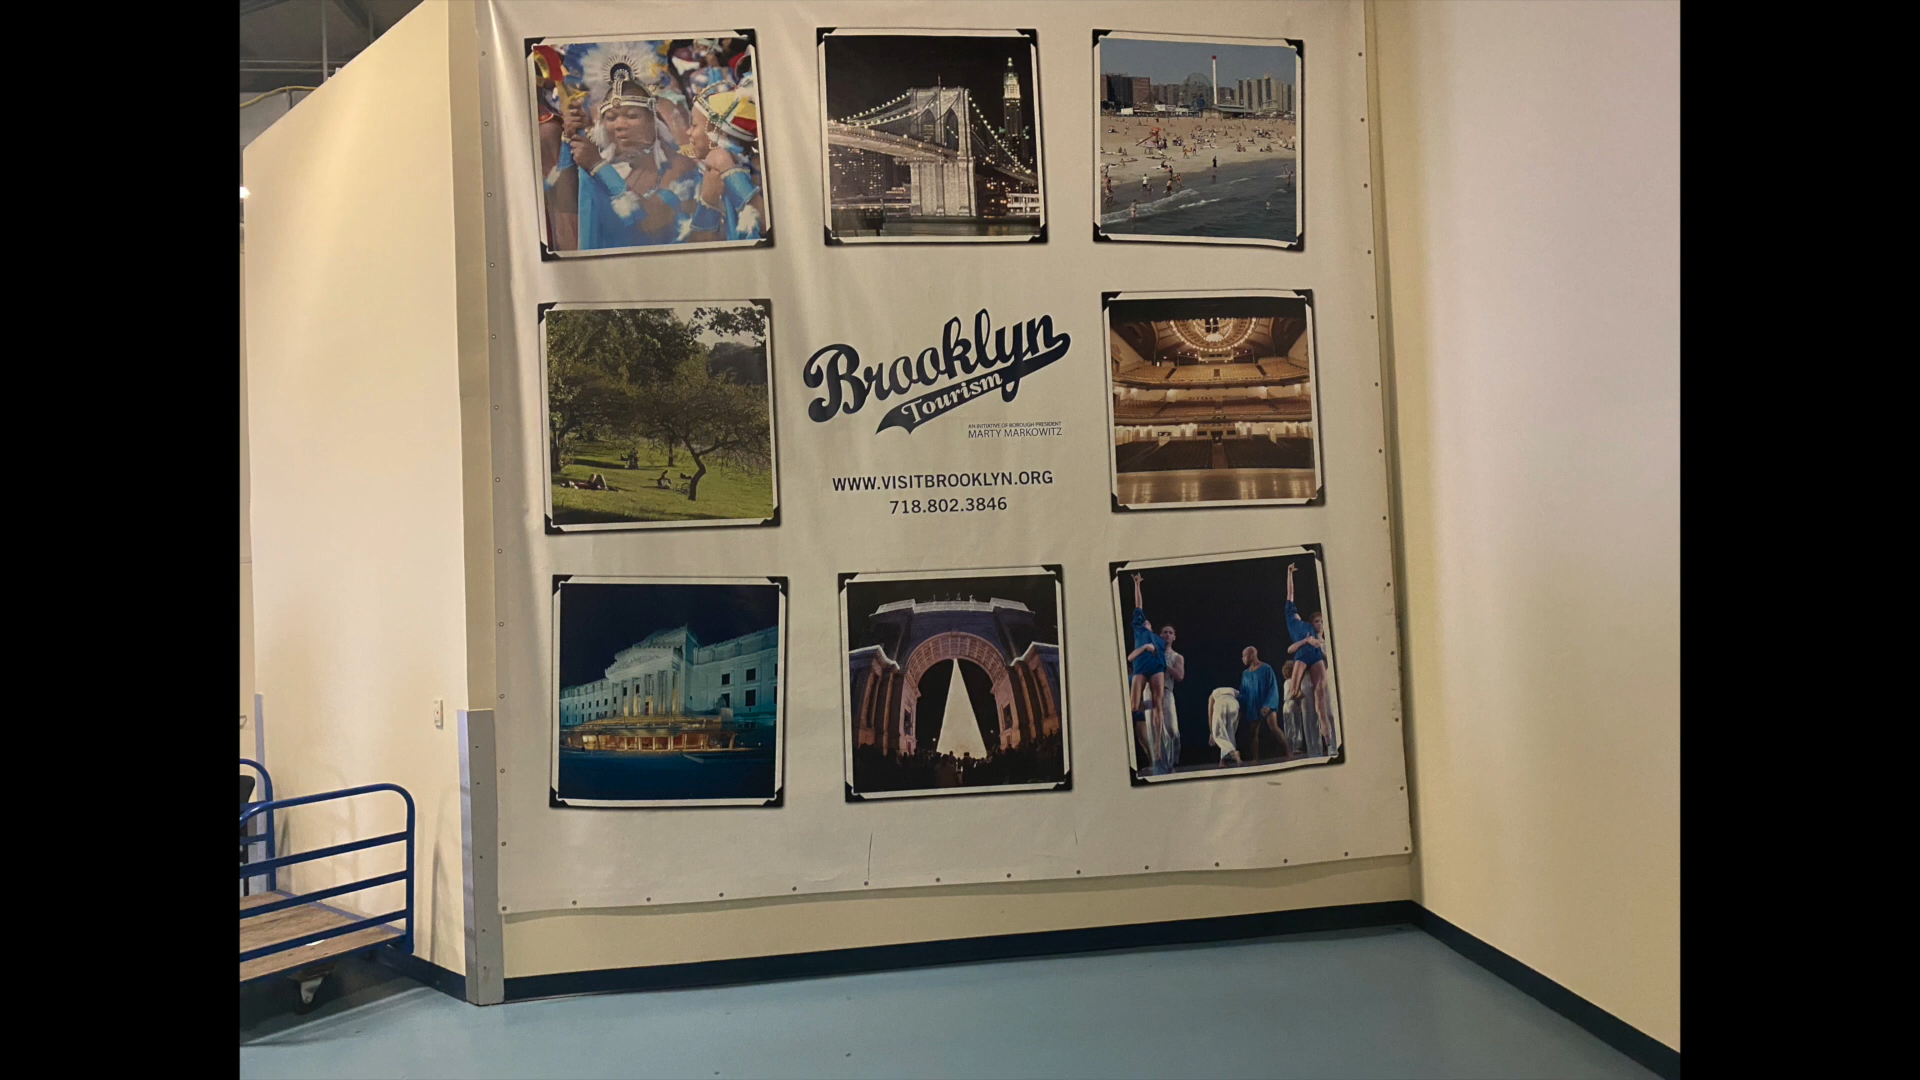 Brooklyn
Tourism
AN INITIATIVE OF BOROUGH PRESIDENT
MARTY MARKOWITZ
WWW.VISITBROOKLYN.ORG
718.802.3846